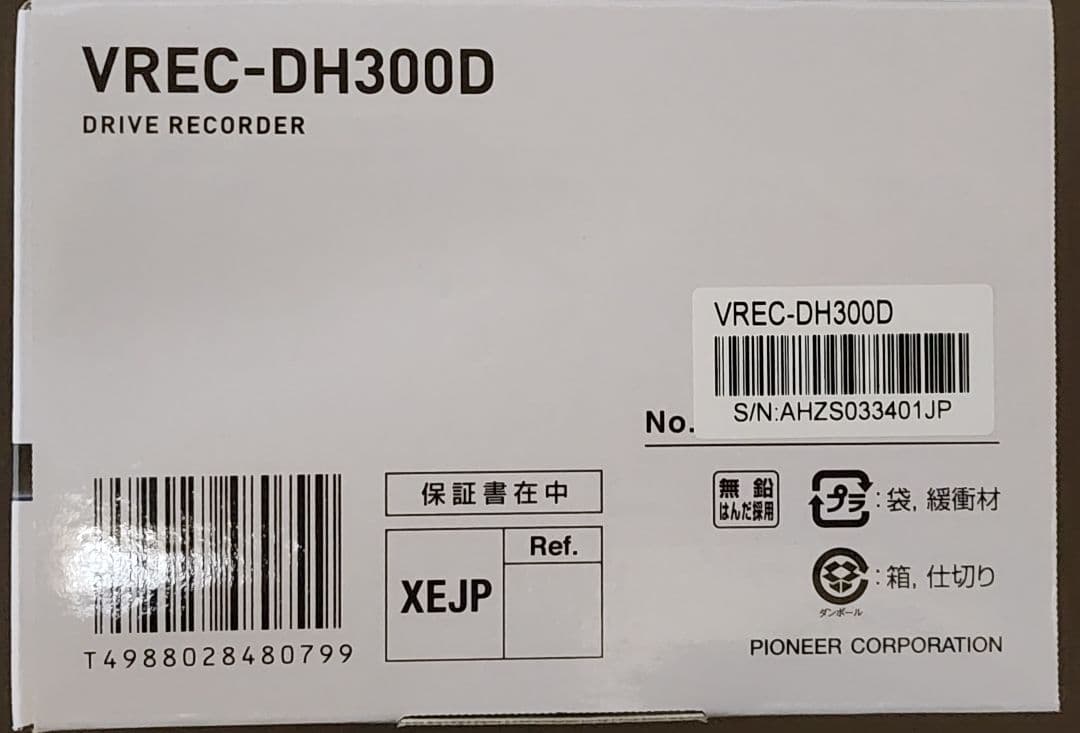 VREC-DH300D
DRIVE RECORDER
VREC-DH300D
S/N:AHZS033401JP
No.
T4988028480799
保証書在中
Ref.
XEJP
無鉛
はんだ採用
プラ:袋, 緩衝材
:箱, 仕切り
ダンボール
PIONEER CORPORATION